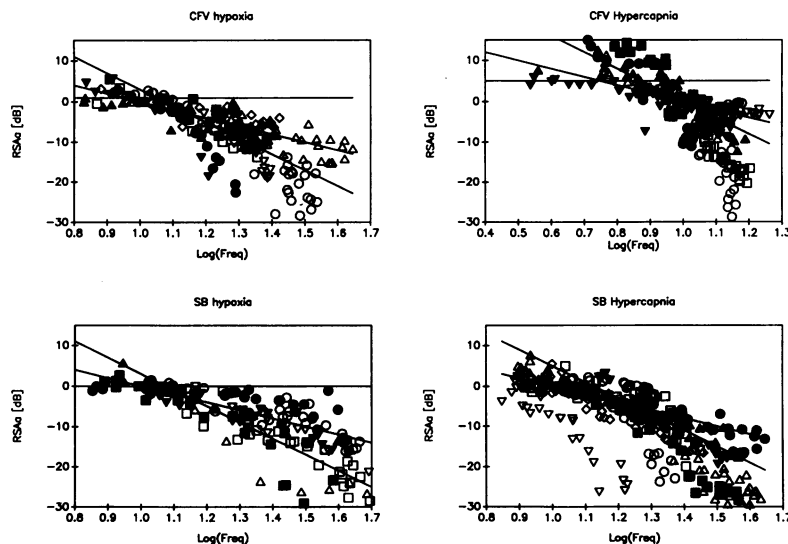 CFV hypoxia
RSAa [dB]
10
0
−10
−20
−30
0.8 0.9 1.0 1.1 1.2 1.3 1.4 1.5 1.6 1.7
Log(Freq)
CFV Hypercapnia
RSAa [dB]
10
0
−10
−20
−30
0.4 0.5 0.6 0.7 0.8 0.9 1.0 1.1 1.2 1.3
Log(Freq)
SB hypoxia
RSAa [dB]
10
0
−10
−20
−30
0.8 0.9 1.0 1.1 1.2 1.3 1.4 1.5 1.6 1.7
Log(Freq)
SB Hypercapnia
RSAa [dB]
10
0
−10
−20
−30
0.8 0.9 1.0 1.1 1.2 1.3 1.4 1.5 1.6 1.7
Log(Freq)